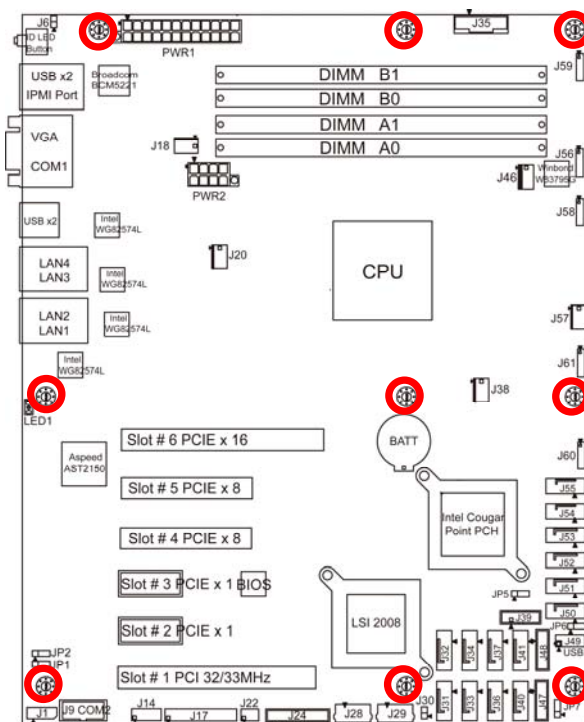 J6
J35
ID LED
Button
PWR1
J59
USB x2
IPMI Port
Broadcom
BCM5221
DIMM B1
DIMM B0
DIMM A1
DIMM A0
VGA
COM1
J18
J56
J46
Winbond
W83795G
PWR2
J58
USB x2
Intel
WG82574L
J20
CPU
LAN4
LAN3
Intel
WG82574L
LAN2
LAN1
Intel
WG82574L
J57
Intel
WG82574L
J61
J38
LED1
BATT
Slot # 6 PCIE x 16
J60
Aspeed
AST2150
Slot # 5 PCIE x 8
J55
J54
Intel Cougar
Point PCH
J53
Slot # 4 PCIE x 8
J52
Slot # 3 PCIE x 1
BIOS
J51
JP5
J50
LSI 2008
J39
JP6
Slot # 2 PCIE x 1
J49
USB
J32
J34
J37
J41
J48
JP2
JP1
Slot # 1 PCI 32/33MHz
J31
J33
J36
J40
J47
J1
J9 COM2
J14
J17
J22
J24
J28
J29
J30
JP7